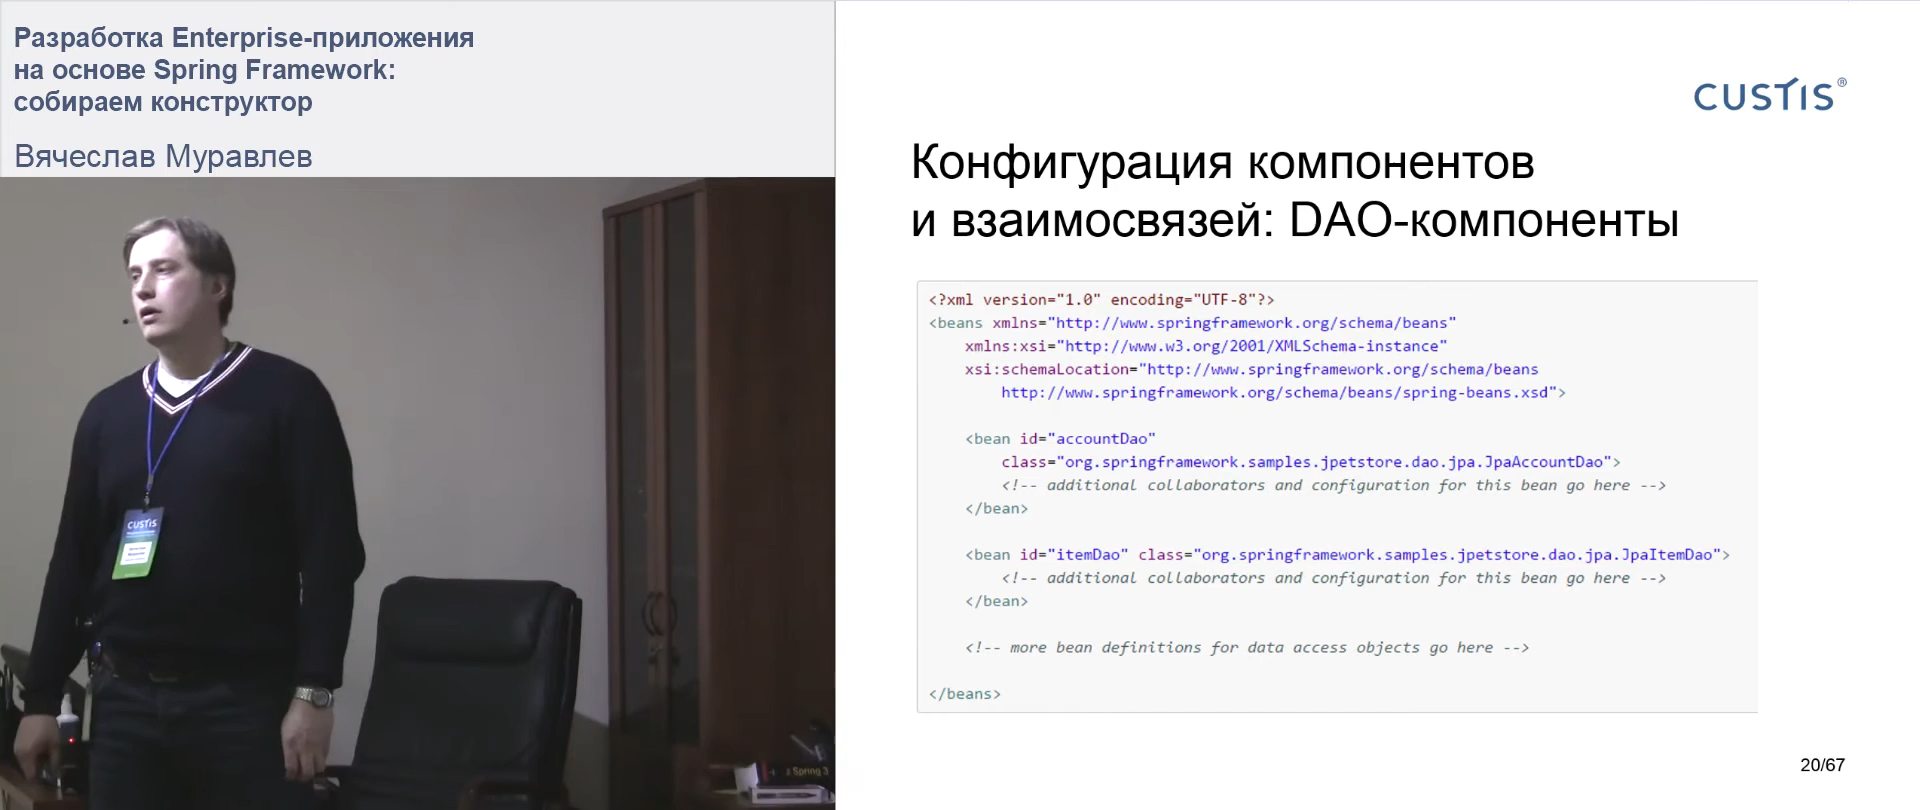 Разработка Enterprise-приложения
на основе Spring Framework:
собираем конструктор
Вячеслав Муравлев
CUSTIS
Spring 3
CUSTIS®
Конфигурация компонентов
и взаимосвязей: DAO-компоненты
<?xml version="1.0" encoding="UTF-8"?>
<beans xmlns="http://www.springframework.org/schema/beans"
xmlns:xsi="http://www.w3.org/2001/XMLSchema-instance"
xsi:schemaLocation="http://www.springframework.org/schema/beans
http://www.springframework.org/schema/beans/spring-beans.xsd">
<bean id="accountDao"
class="org.springframework.samples.jpetstore.dao.jpa.JpaAccountDao">
<!-- additional collaborators and configuration for this bean go here -->
</bean>
<bean id="itemDao" class="org.springframework.samples.jpetstore.dao.jpa.JpaItemDao">
<!-- additional collaborators and configuration for this bean go here -->
</bean>
<!-- more bean definitions for data access objects go here -->
</beans>
20/67